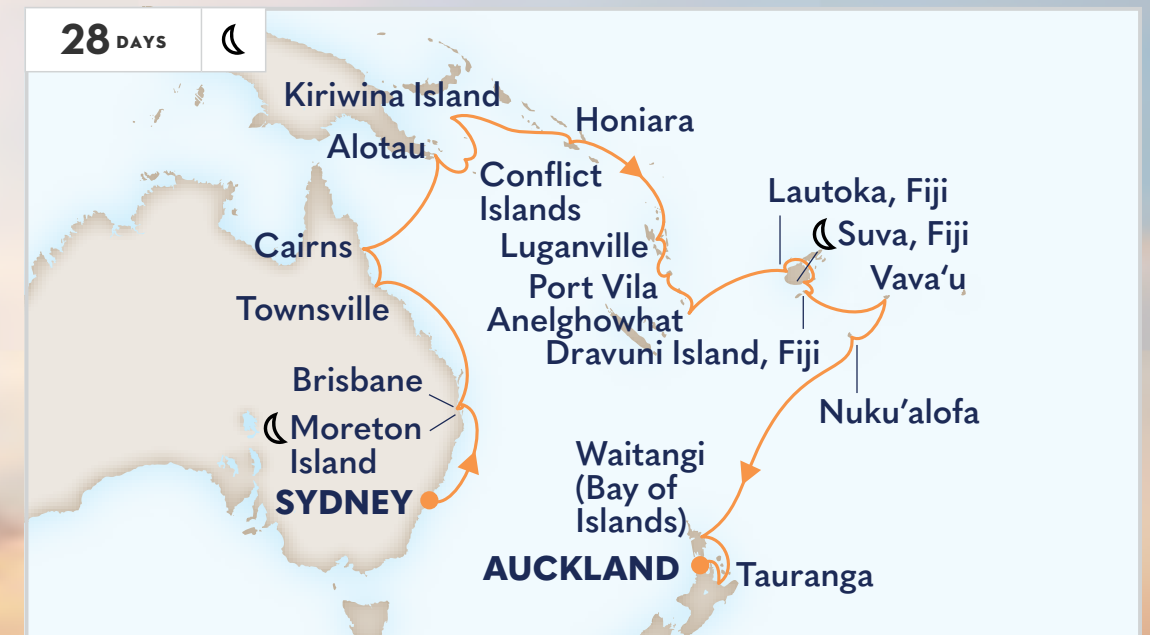 28 DAYS
Kiriwina Island
Honiara
Alotau
Conflict
Islands
Lautoka, Fiji
Suva, Fiji
Cairns
Luganville
Vava‘u
Port Vila
Townsville
Anelghowhat
Dravuni Island, Fiji
Brisbane
Nuku’alofa
Moreton
Island
Waitangi
(Bay of
Islands)
SYDNEY
AUCKLAND
Tauranga